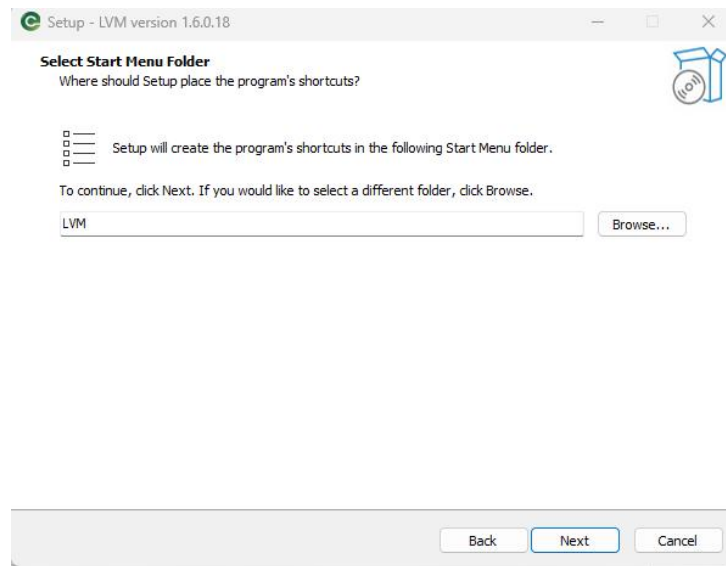 Setup - LVM version 1.6.0.18
Select Start Menu Folder
Where should Setup place the program's shortcuts?
Setup will create the program's shortcuts in the following Start Menu folder.
To continue, click Next. If you would like to select a different folder, click Browse.
LVM
Browse...
Back Next Cancel